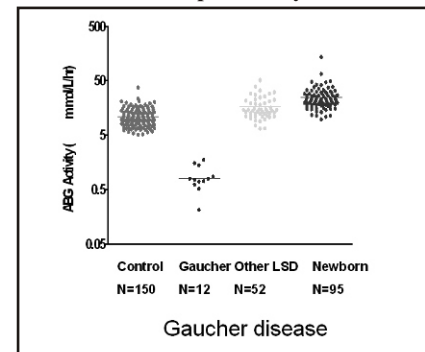 500
50
5
0.5
0.05
ABG Activity ( mmol/L/hr)
Control Gaucher Other LSD Newborn
N=150 N=12 N=52 N=95
Gaucher disease